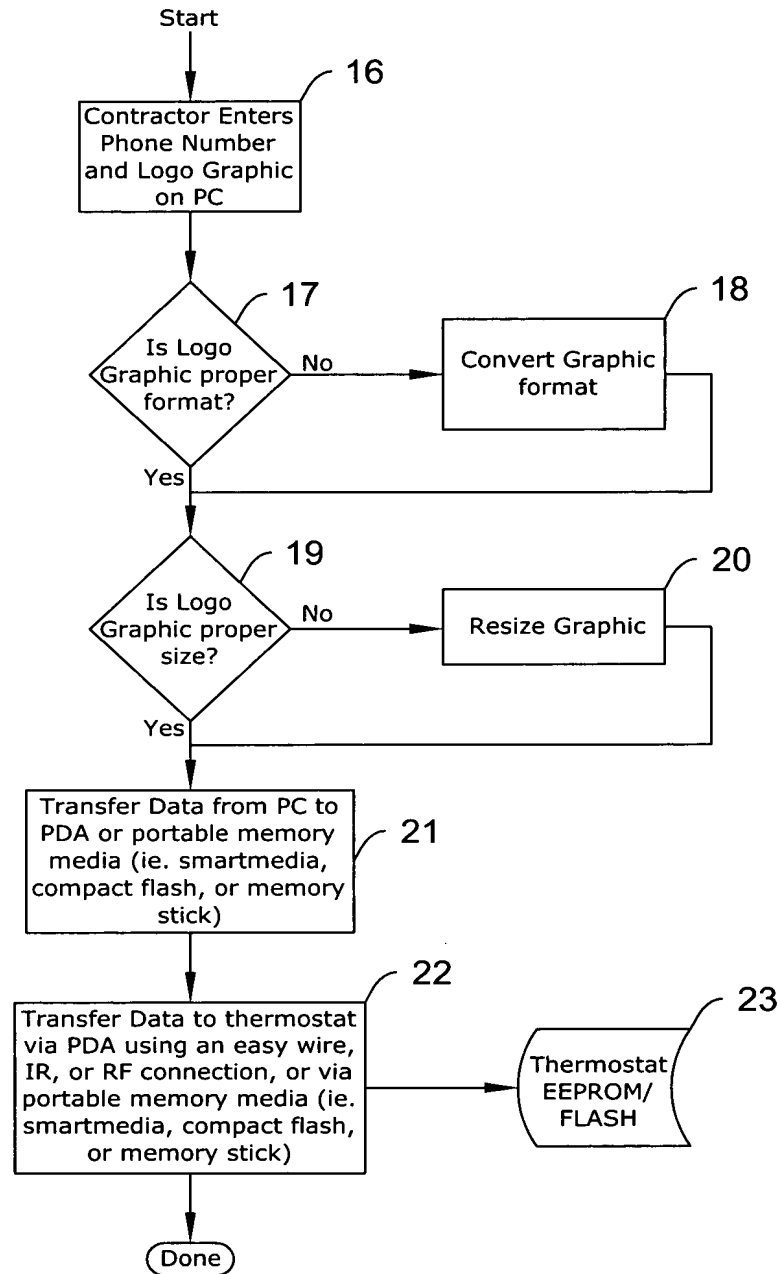 Start
16
Contractor Enters
Phone Number
and Logo Graphic
on PC
17
Is Logo
Graphic proper
format?
No
18
Convert Graphic
format
Yes
19
Is Logo
Graphic proper
size?
No
20
Resize Graphic
Yes
Transfer Data from PC to
PDA or portable memory
media (ie. smartmedia,
compact flash, or memory
stick)
21
22
Transfer Data to thermostat
via PDA using an easy wire,
IR, or RF connection, or via
portable memory media (ie.
smartmedia, compact flash,
or memory stick)
23
Thermostat
EEPROM/
FLASH
Done